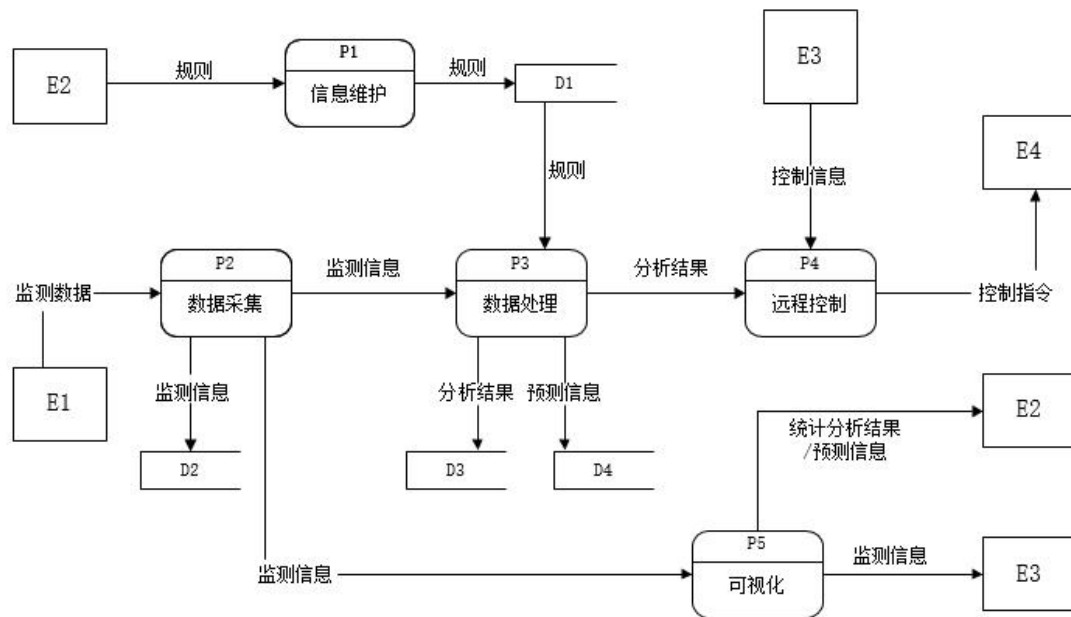 E2
规则
P1
信息维护
规则
D1
E3
规则
控制信息
E4
监测数据
P2
数据采集
监测信息
P3
数据处理
分析结果
P4
远程控制
控制指令
E1
监测信息
D2
分析结果
D3
预测信息
D4
统计分析结果
/预测信息
E2
监测信息
P5
可视化
监测信息
E3